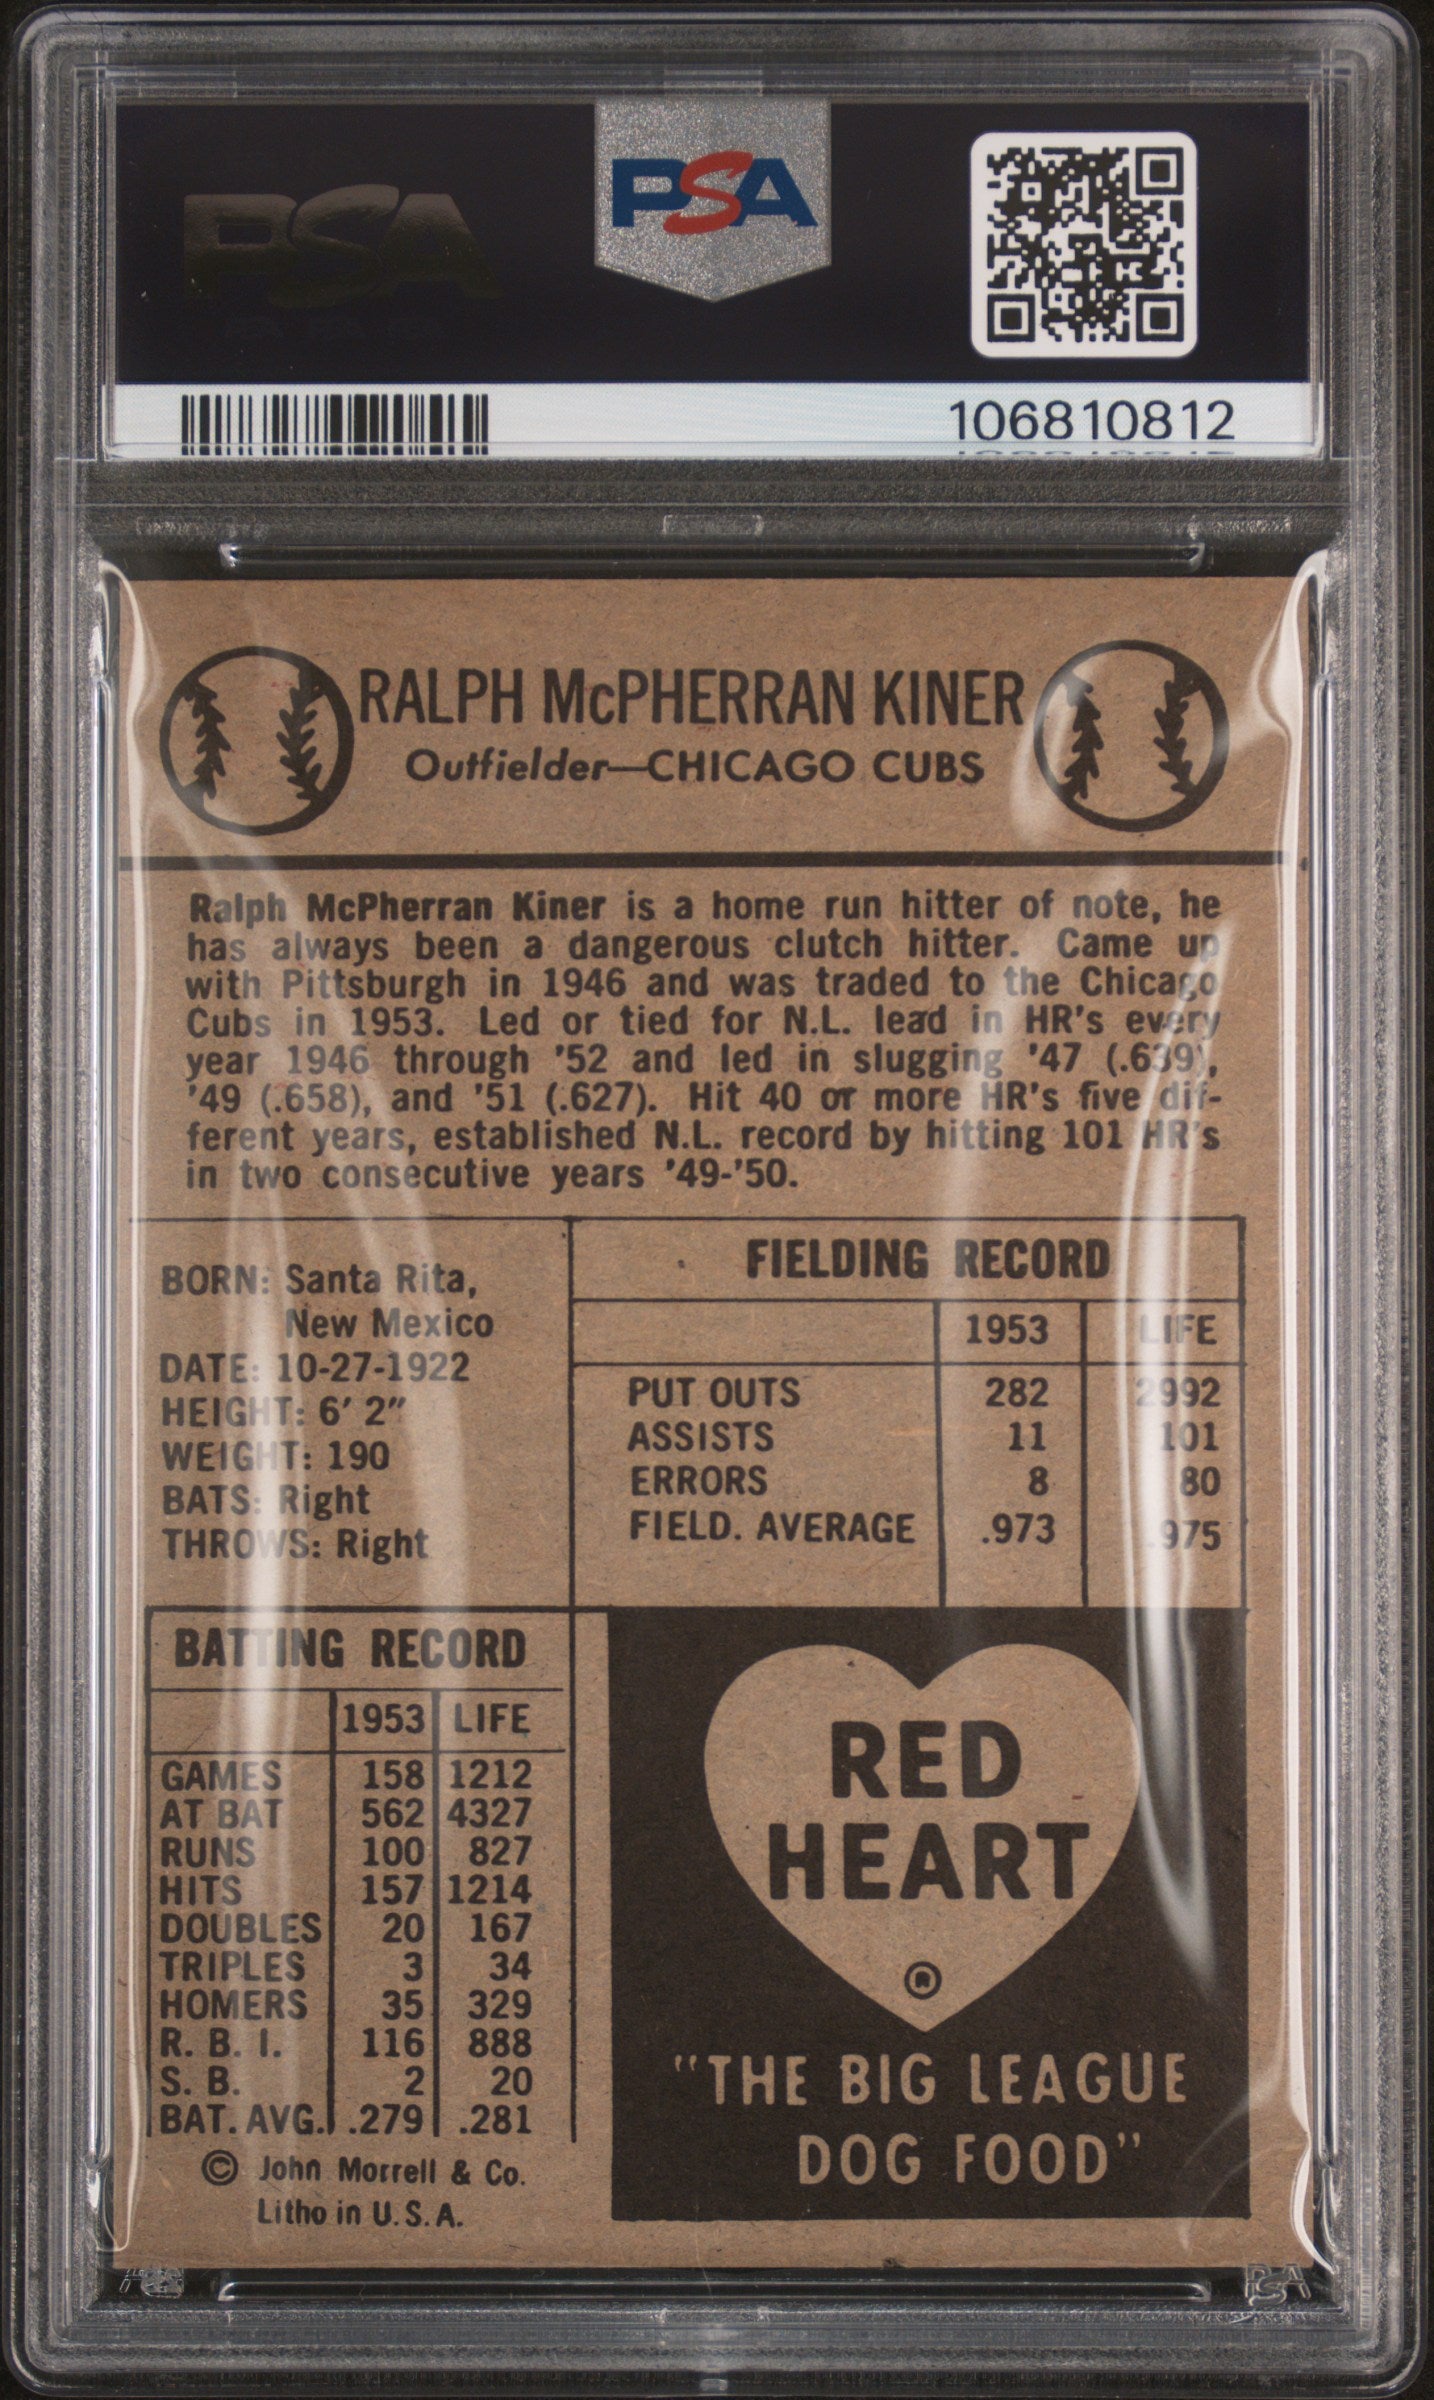 PSA
PSA
106810812
RALPH McPHERRAN KINER
Outfielder—CHICAGO CUBS
Ralph McPherran Kiner is a home run hitter of note, he
has always been a dangerous clutch hitter. Came up
with Pittsburgh in 1946 and was traded to the Chicago
Cubs in 1953. Led or tied for N.L. lead in HR's every
year 1946 through '52 and led in slugging '47 (.639),
'49 (.658), and '51 (.627). Hit 40 or more HR's five dif-
ferent years, established N.L. record by hitting 101 HR's
in two consecutive years '49-'50.
BORN: Santa Rita,
New Mexico
DATE: 10-27-1922
HEIGHT: 6' 2"
WEIGHT: 190
BATS: Right
THROWS: Right
FIELDING RECORD
1953 LIFE
PUT OUTS 282 2992
ASSISTS 11 101
ERRORS 8 80
FIELD. AVERAGE .973 .975
BATTING RECORD
1953 LIFE
GAMES 158 1212
AT BAT 562 4327
RUNS 100 827
HITS 157 1214
DOUBLES 20 167
TRIPLES 3 34
HOMERS 35 329
R. B. I. 116 888
S. B. 2 20
BAT. AVG. .279 .281
© John Morrell & Co.
Litho in U.S.A.
RED
HEART
®
"THE BIG LEAGUE
DOG FOOD"
PSA